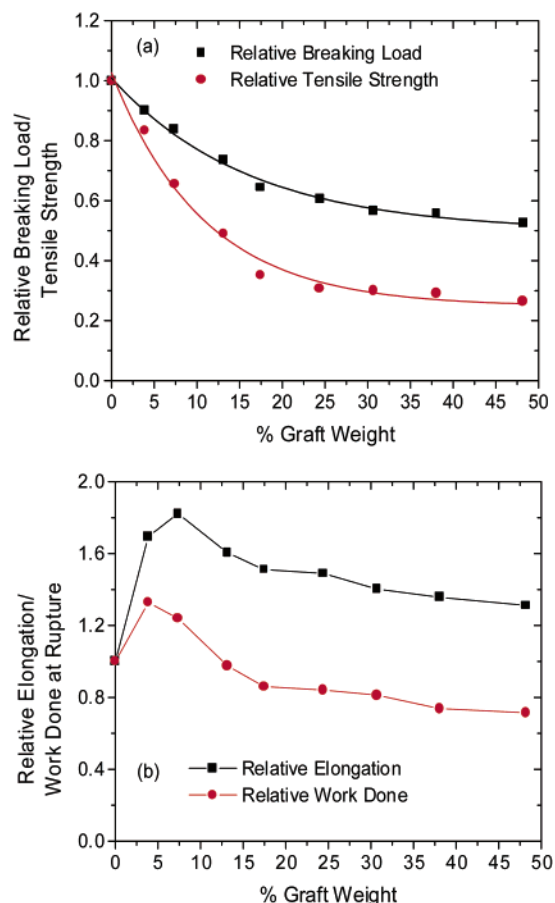 1.2
(a)
Relative Breaking Load
Relative Tensile Strength
1.0
0.8
0.6
0.4
0.2
0.0
Relative Breaking Load/
Tensile Strength
0 5 10 15 20 25 30 35 40 45 50
% Graft Weight
2.0
1.6
1.2
0.8
0.4
0.0
Relative Elongation/
Work Done at Rupture
(b)
Relative Elongation
Relative Work Done
0 5 10 15 20 25 30 35 40 45 50
% Graft Weight